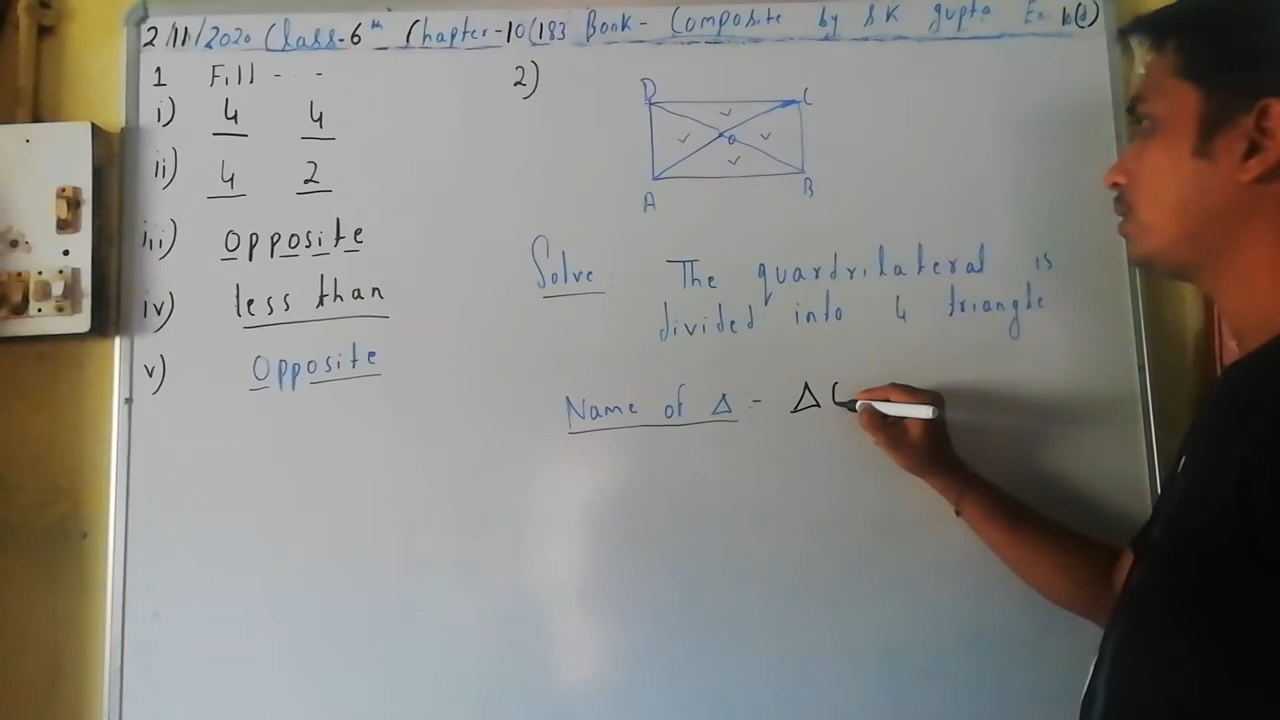 2/11/2020 Class-6th Chapter-10(183 Book- Composite by S K gupta Ex
1 Fill - - -
i) 4 4
ii) 4 2
iii) Opposite
iv) less than
v) Opposite
2)
D C
o
A B
Solve: The quardrilateral is
divided into 4 triangle
Name of Δ - Δ